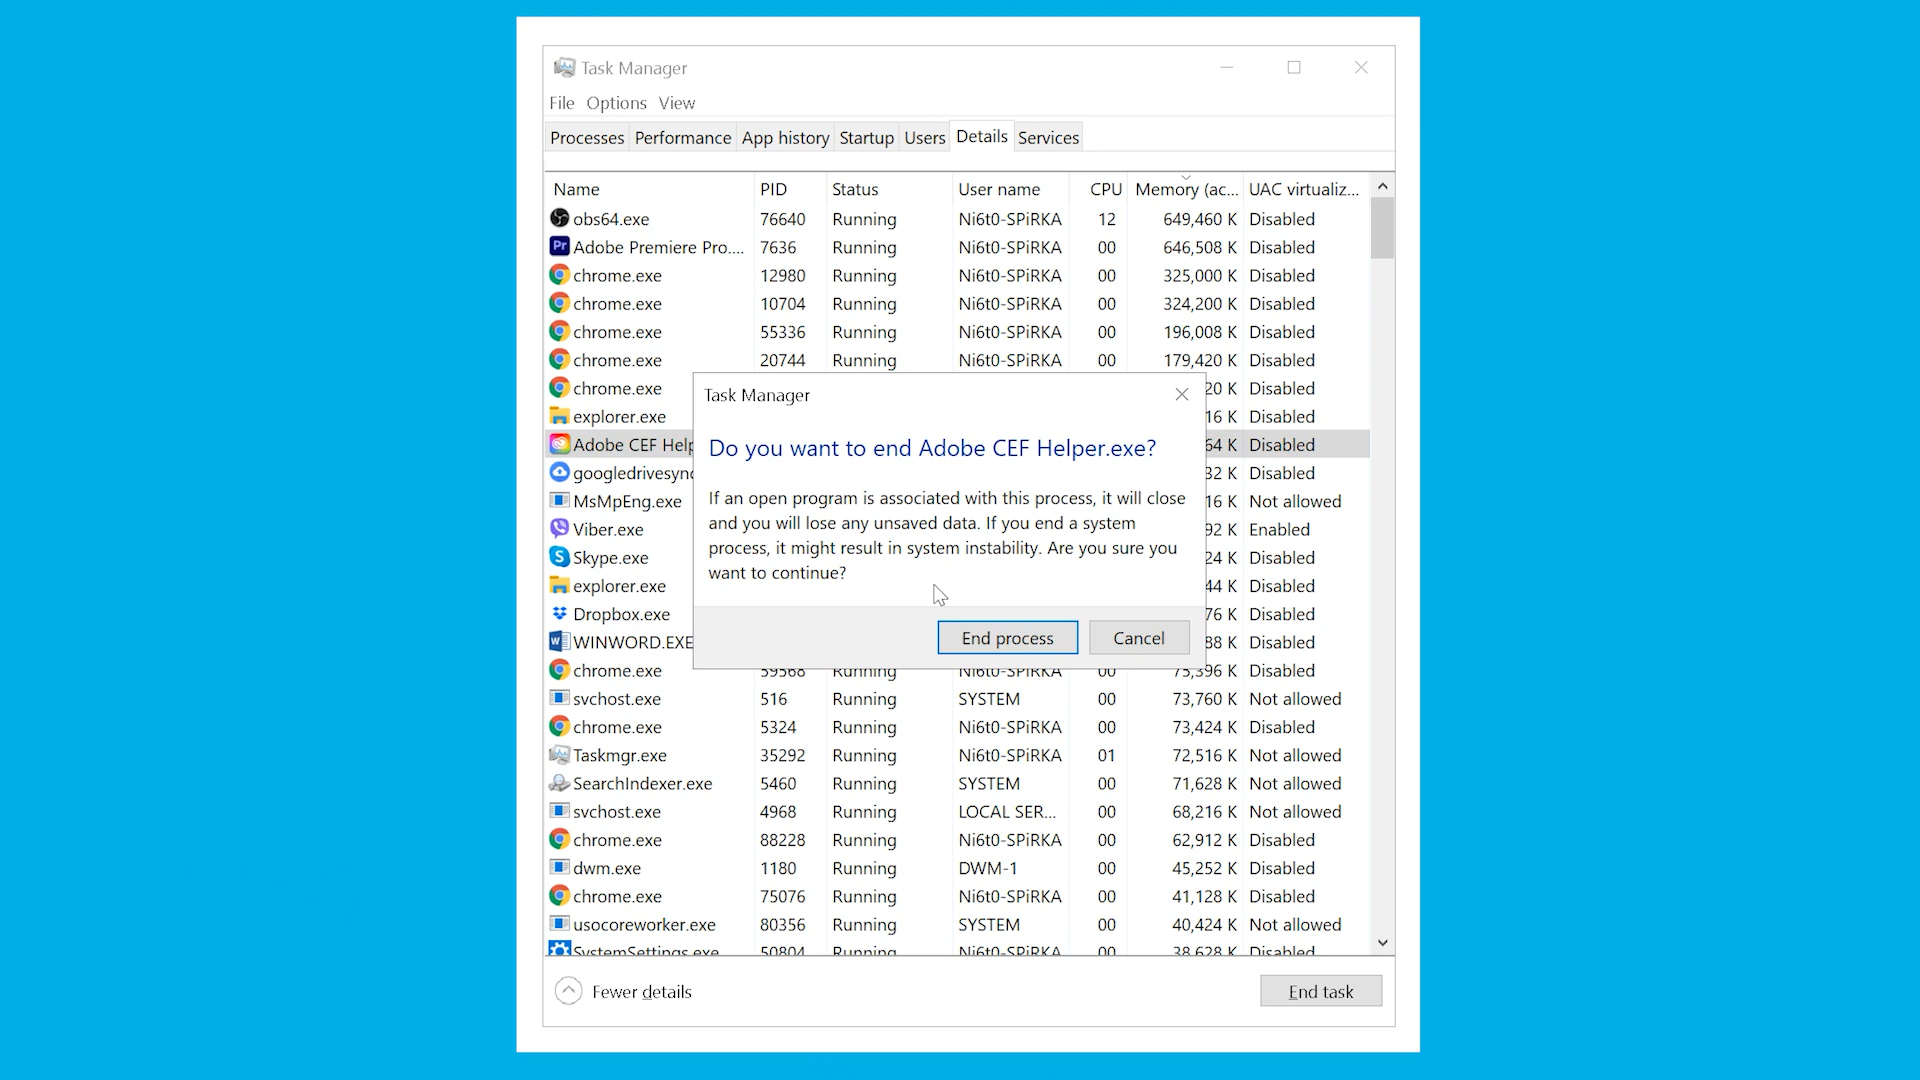 Task Manager
File Options View
Processes Performance App history Startup Users Details Services
Name PID Status User name CPU Memory (ac... UAC virtualiz...
obs64.exe 76640 Running Ni6t0-SPiRKA 12 649,460 K Disabled
Pr Adobe Premiere Pro.... 7636 Running Ni6t0-SPiRKA 00 646,508 K Disabled
chrome.exe 12980 Running Ni6t0-SPiRKA 00 325,000 K Disabled
chrome.exe 10704 Running Ni6t0-SPiRKA 00 324,200 K Disabled
chrome.exe 55336 Running Ni6t0-SPiRKA 00 196,008 K Disabled
chrome.exe 20744 Running Ni6t0-SPiRKA 00 179,420 K Disabled
chrome.exe 20 K Disabled
explorer.exe 16 K Disabled
Adobe CEF Help 64 K Disabled
googledrivesync 32 K Disabled
MsMpEng.exe 16 K Not allowed
Viber.exe 92 K Enabled
Skype.exe 24 K Disabled
explorer.exe 44 K Disabled
Dropbox.exe 76 K Disabled
WINWORD.EXE 88 K Disabled
Task Manager
Do you want to end Adobe CEF Helper.exe?
If an open program is associated with this process, it will close
and you will lose any unsaved data. If you end a system
process, it might result in system instability. Are you sure you
want to continue?
End process Cancel
chrome.exe 59568 Running Ni6t0-SPiRKA 00 75,396 K Disabled
svchost.exe 516 Running SYSTEM 00 73,760 K Not allowed
chrome.exe 5324 Running Ni6t0-SPiRKA 00 73,424 K Disabled
Taskmgr.exe 35292 Running Ni6t0-SPiRKA 01 72,516 K Not allowed
SearchIndexer.exe 5460 Running SYSTEM 00 71,628 K Not allowed
svchost.exe 4968 Running LOCAL SER... 00 68,216 K Not allowed
chrome.exe 88228 Running Ni6t0-SPiRKA 00 62,912 K Disabled
dwm.exe 1180 Running DWM-1 00 45,252 K Disabled
chrome.exe 75076 Running Ni6t0-SPiRKA 00 41,128 K Disabled
usocoreworker.exe 80356 Running SYSTEM 00 40,424 K Not allowed
SystemSettings.exe 50804 Running Ni6t0-SPiRKA 00 38,628 K Disabled
Fewer details End task